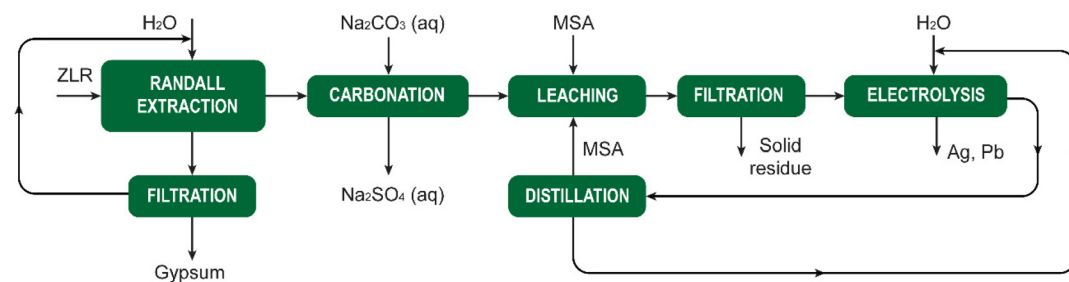 H₂O
Na₂CO₃ (aq)
MSA
H₂O
ZLR
RANDALL
EXTRACTION
CARBONATION
LEACHING
FILTRATION
ELECTROLYSIS
MSA
Solid
residue
Ag, Pb
FILTRATION
Na₂SO₄ (aq)
DISTILLATION
Gypsum